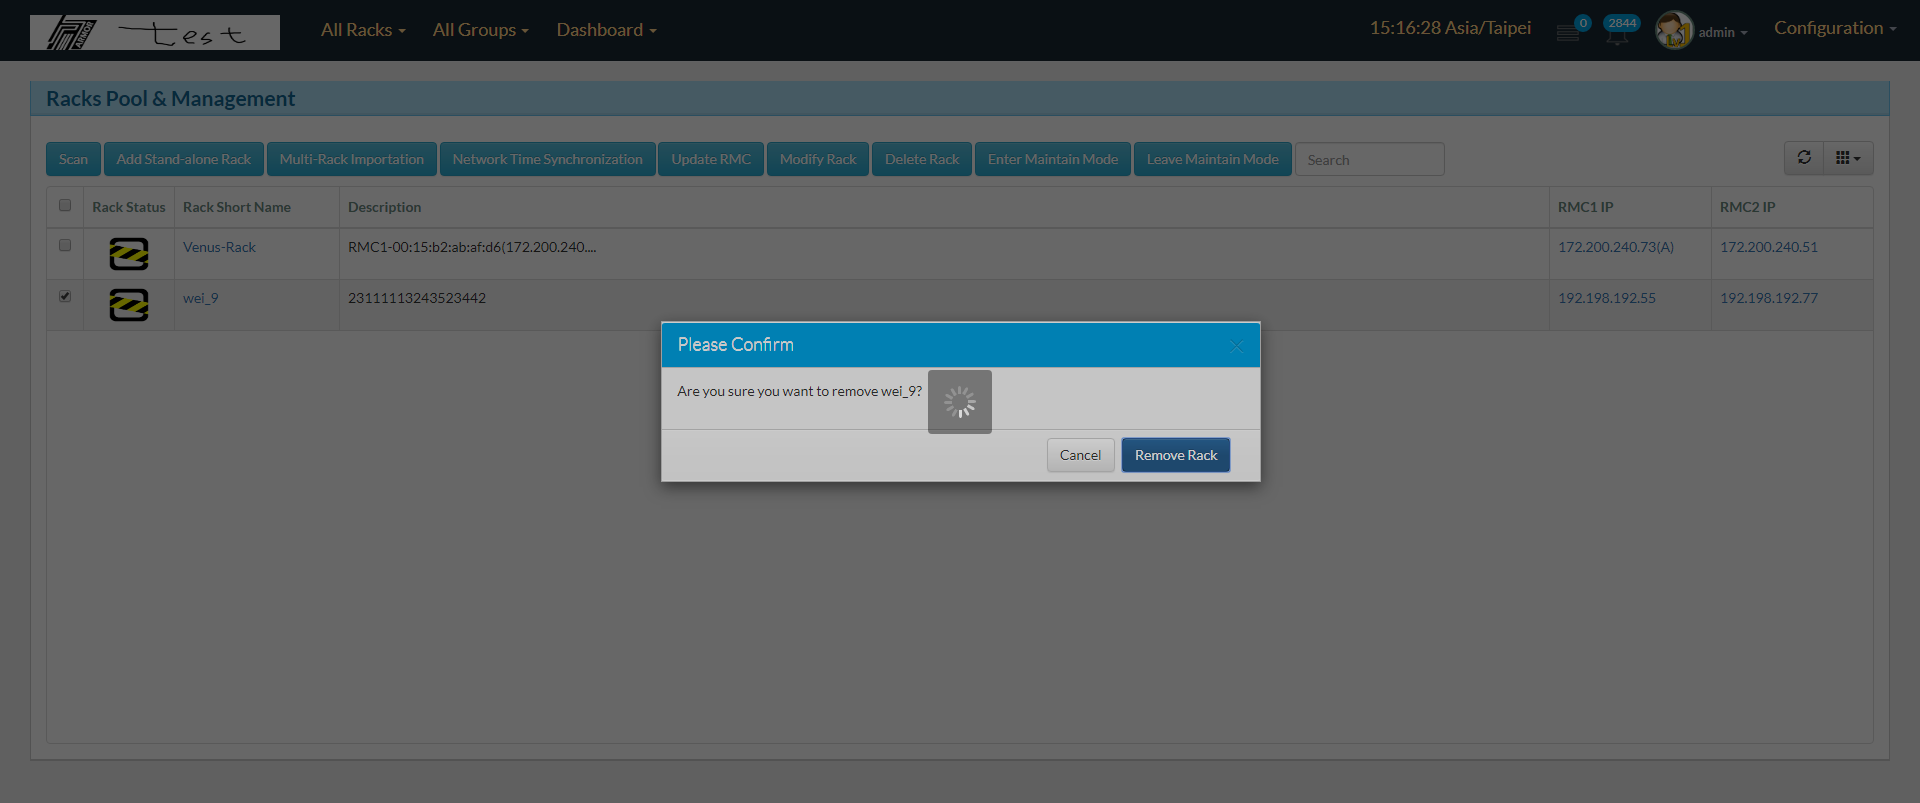 ARMOR test All Racks All Groups Dashboard 15:16:28 Asia/Taipei 0 2844 admin Configuration
Racks Pool & Management
Scan Add Stand-alone Rack Multi-Rack Importation Network Time Synchronization Update RMC Modify Rack Delete Rack Enter Maintain Mode Leave Maintain Mode Search
Rack Status Rack Short Name Description RMC1 IP RMC2 IP
Venus-Rack RMC1-00:15:b2:ab:af:d6(172.200.240.... 172.200.240.73(A) 172.200.240.51
wei_9 23111113243523442 192.198.192.55 192.198.192.77
Please Confirm
Are you sure you want to remove wei_9?
Cancel Remove Rack